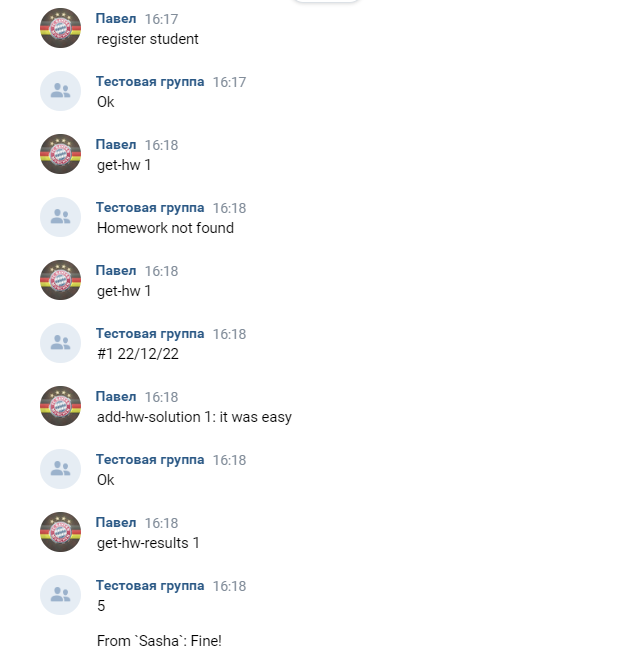 Павел 16:17
register student
Тестовая группа 16:17
Ok
Павел 16:18
get-hw 1
Тестовая группа 16:18
Homework not found
Павел 16:18
get-hw 1
Тестовая группа 16:18
#1 22/12/22
Павел 16:18
add-hw-solution 1: it was easy
Тестовая группа 16:18
Ok
Павел 16:18
get-hw-results 1
Тестовая группа 16:18
5
From `Sasha`: Fine!